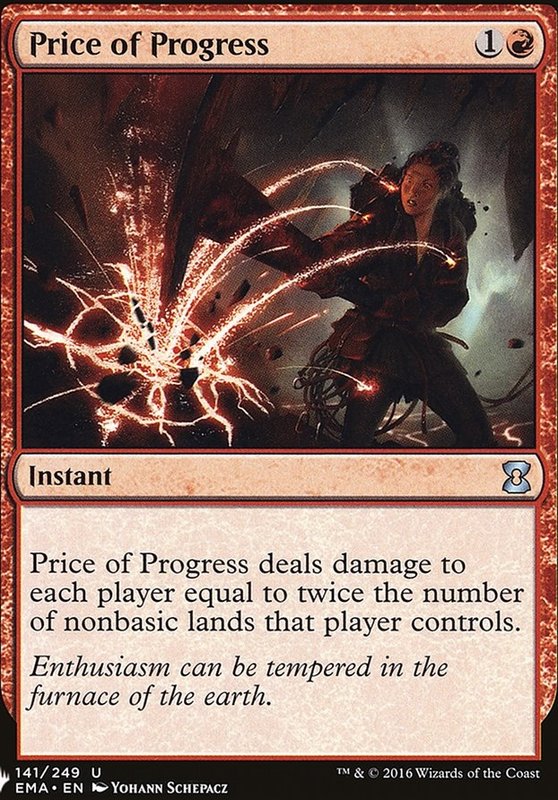 Price of Progress 1
Instant
Price of Progress deals damage to
each player equal to twice the number
of nonbasic lands that player controls.
Enthusiasm can be tempered in the
furnace of the earth.
141/249 U
EMA • EN Yohann Schepacz
™ & © 2016 Wizards of the Coast